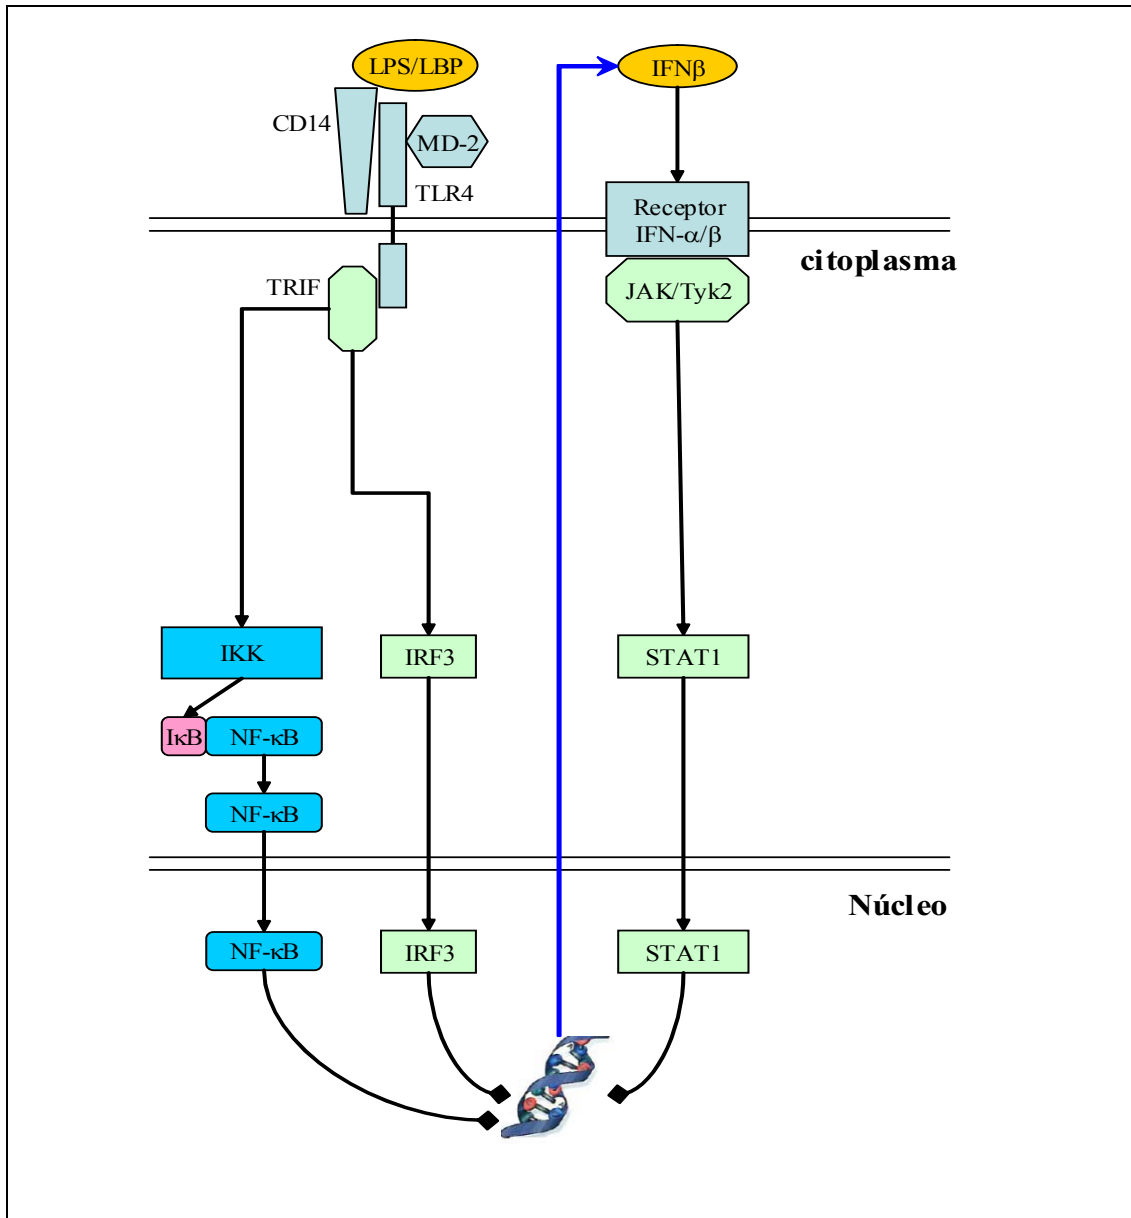 LPS/LBP
IFNβ
CD14
MD-2
TLR4
Receptor
IFN-α/β
citoplasma
TRIF
JAK/Tyk2
IKK
IRF3
STAT1
IκB
NF-κB
NF-κB
Núcleo
NF-κB
IRF3
STAT1